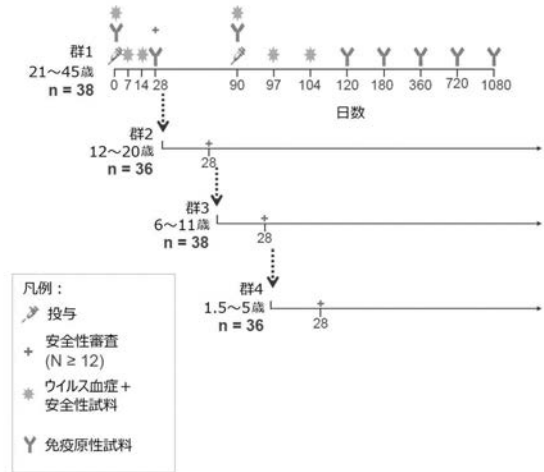 群1
21～45歳
n = 38
0 7 14 28 90 97 104 120 180 360 720 1080
日数
群2
12～20歳
n = 36
28
群3
6～11歳
n = 38
28
群4
1.5～5歳
n = 36
28
凡例：
投与
安全性審査
(N ≥ 12)
ウイルス血症＋
安全性試料
免疫原性試料